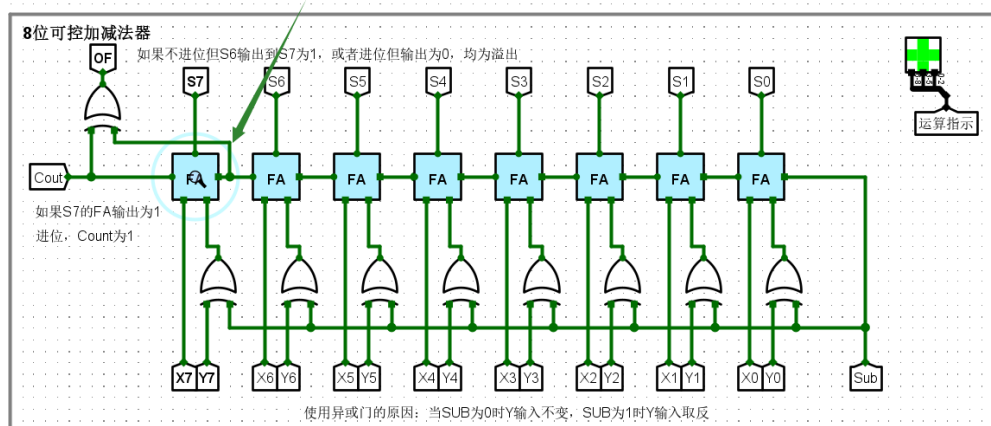 8位可控加减法器
OF
如果不进位但S6输出到S7为1，或者进位但输出为0，均为溢出
S7 S6 S5 S4 S3 S2 S1 S0
运算指示
Cout FA FA FA FA FA FA FA FA
如果S7的FA输出为1
进位，Count为1
X7 Y7 X6 Y6 X5 Y5 X4 Y4 X3 Y3 X2 Y2 X1 Y1 X0 Y0 Sub
使用异或门的原因：当SUB为0时Y输入不变，SUB为1时Y输入取反